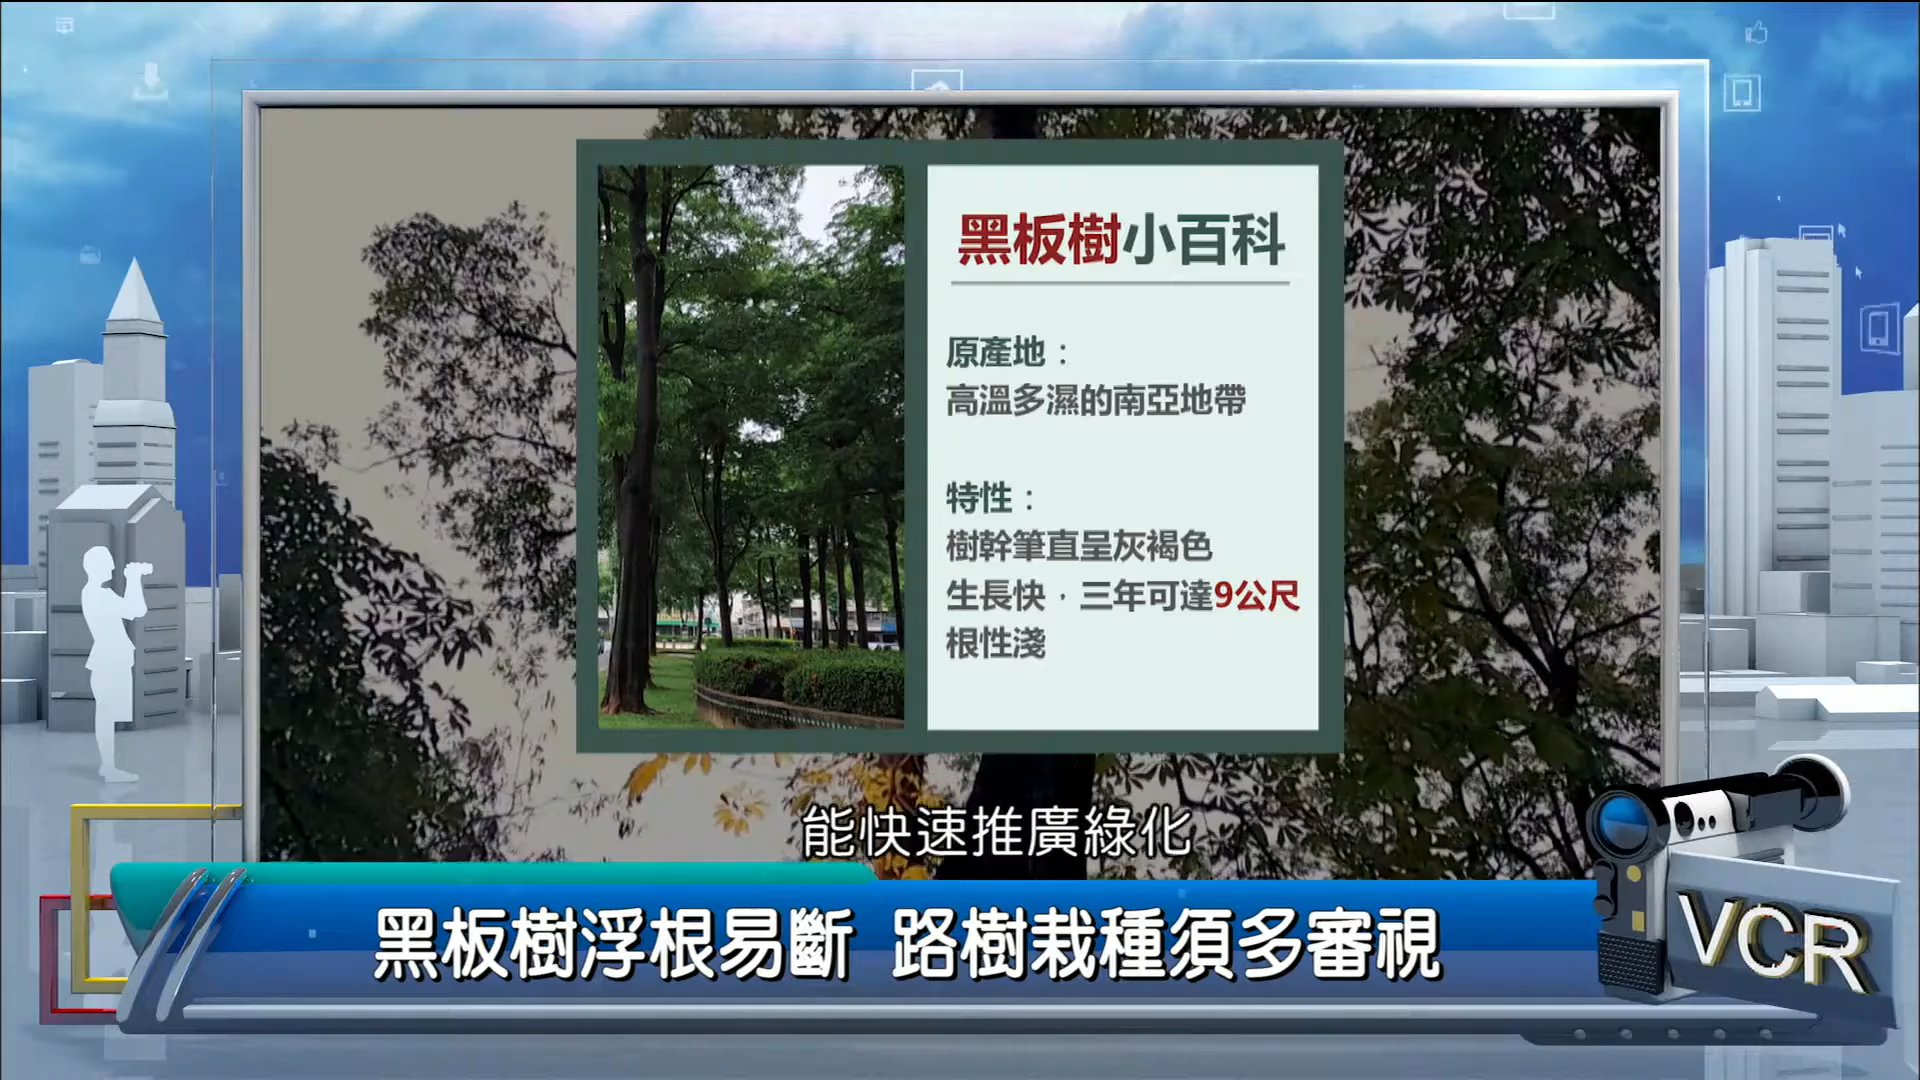 黑板樹小百科
原產地：
高溫多濕的南亞地帶
特性：
樹幹筆直呈灰褐色
生長快，三年可達9公尺
根性淺
能快速推廣綠化
黑板樹浮根易斷 路樹栽種須多審視
VCR